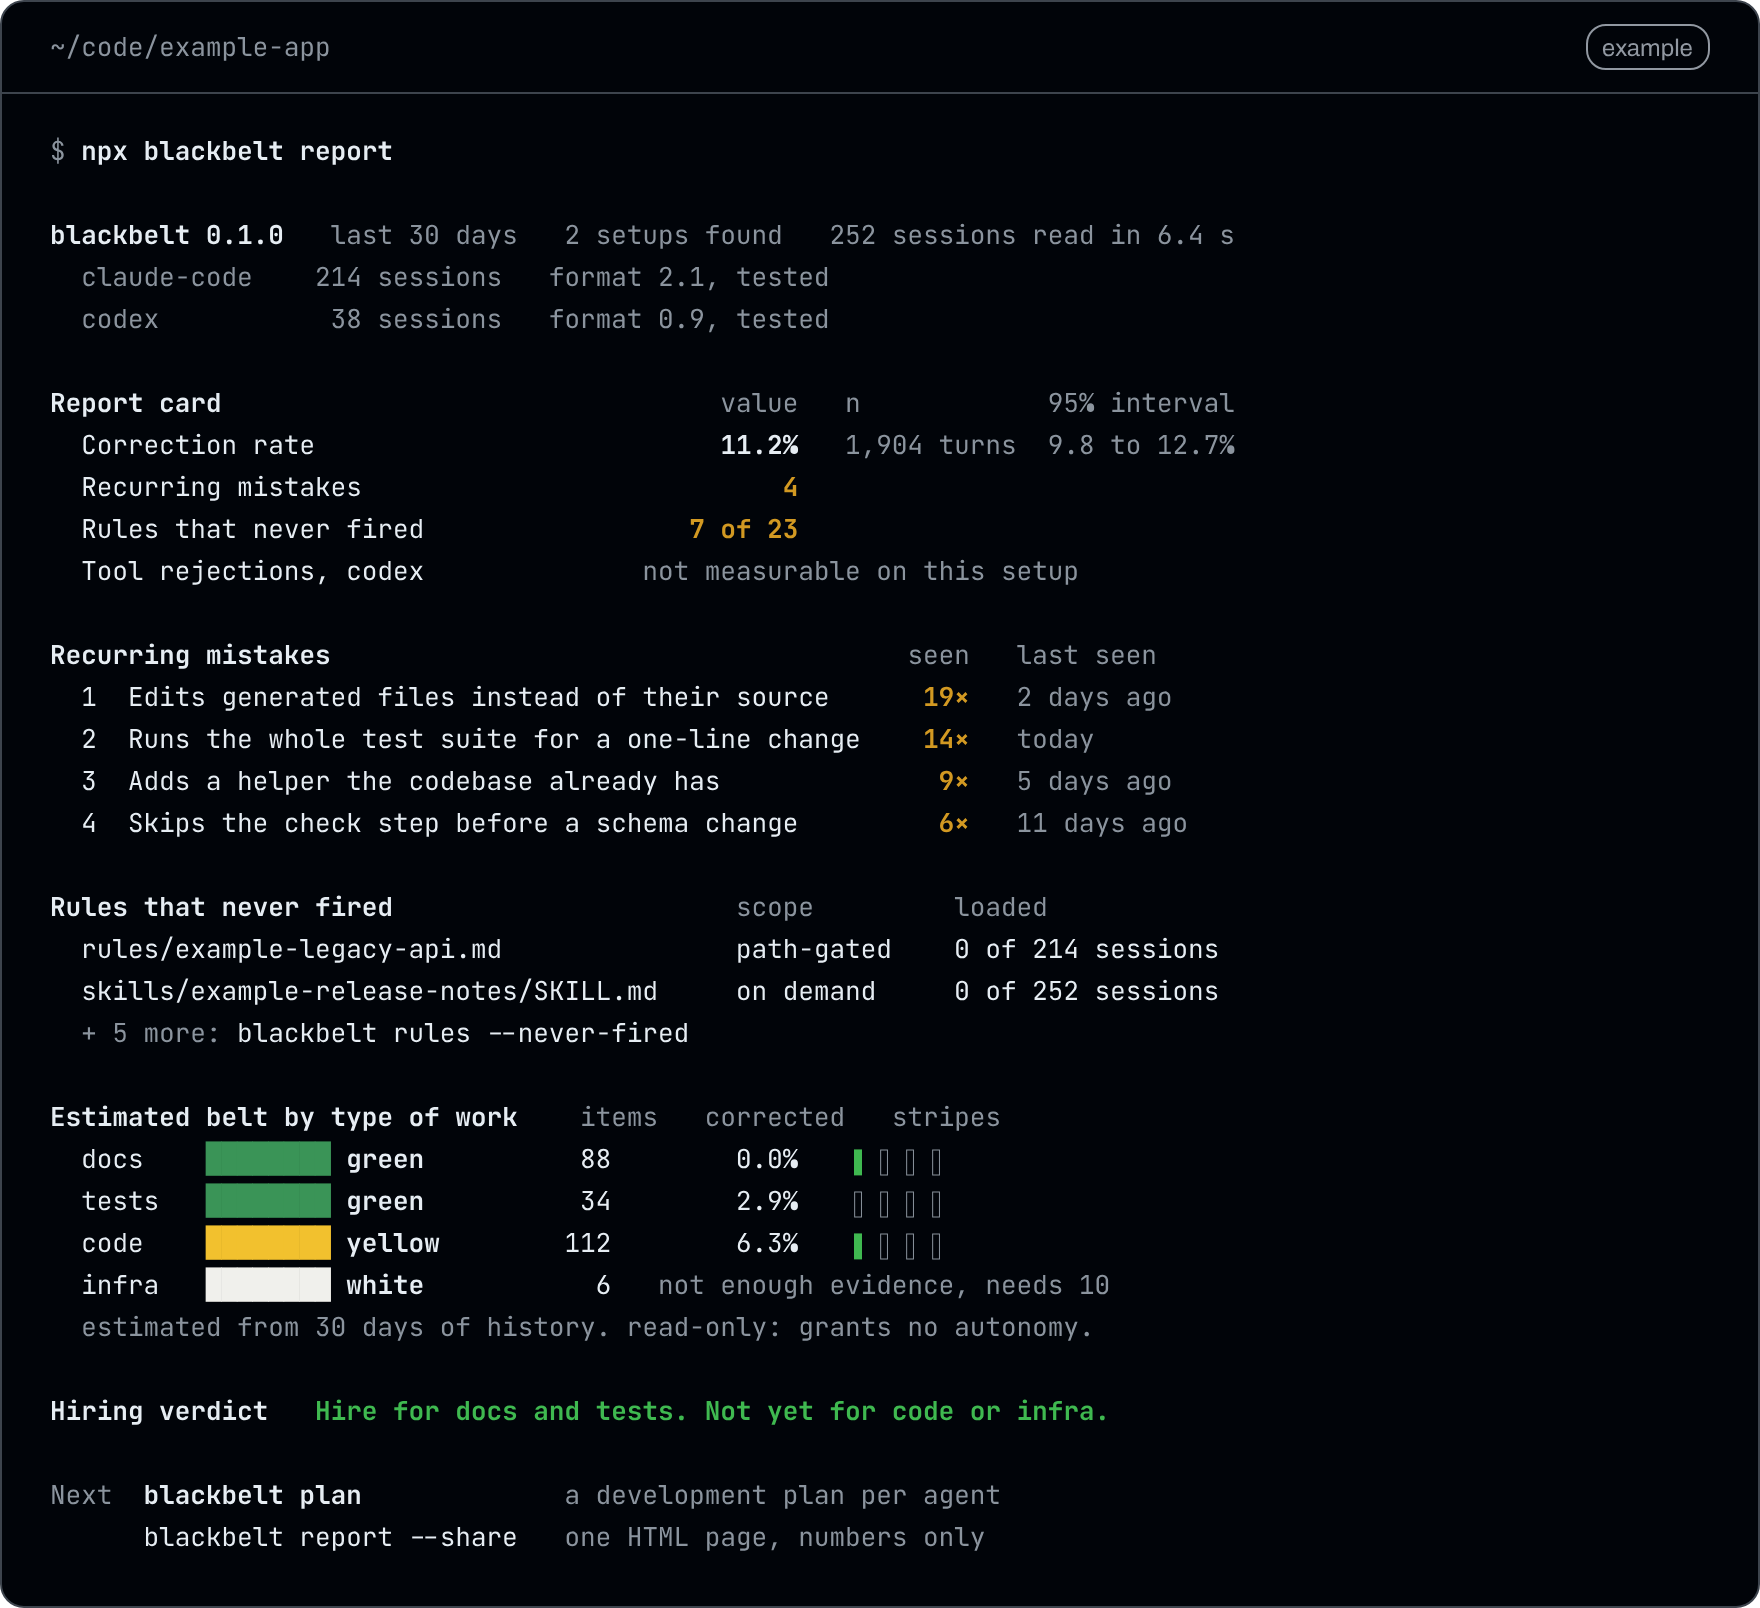 ~/code/example-app
example
$ npx blackbelt report
blackbelt 0.1.0 last 30 days 2 setups found 252 sessions read in 6.4 s
claude-code 214 sessions format 2.1, tested
codex 38 sessions format 0.9, tested
Report card value n 95% interval
Correction rate 11.2% 1,904 turns 9.8 to 12.7%
Recurring mistakes 4
Rules that never fired 7 of 23
Tool rejections, codex not measurable on this setup
Recurring mistakes seen last seen
1 Edits generated files instead of their source 19× 2 days ago
2 Runs the whole test suite for a one-line change 14× today
3 Adds a helper the codebase already has 9× 5 days ago
4 Skips the check step before a schema change 6× 11 days ago
Rules that never fired scope loaded
rules/example-legacy-api.md path-gated 0 of 214 sessions
skills/example-release-notes/SKILL.md on demand 0 of 252 sessions
+ 5 more: blackbelt rules --never-fired
Estimated belt by type of work items corrected stripes
docs green 88 0.0%
tests green 34 2.9%
code yellow 112 6.3%
infra white 6 not enough evidence, needs 10
estimated from 30 days of history. read-only: grants no autonomy.
Hiring verdict Hire for docs and tests. Not yet for code or infra.
Next blackbelt plan a development plan per agent
blackbelt report --share one HTML page, numbers only